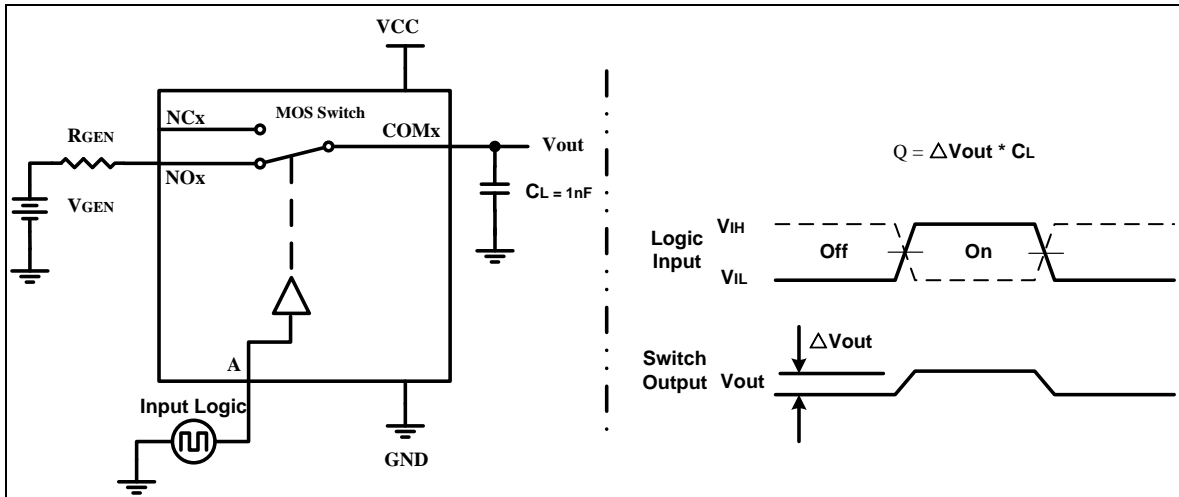 VCC
NCx
MOS Switch
COMx
RGEN
Vout
NOx
VGEN
CL = 1nF
A
Input Logic
GND
Q = △Vout * CL
Logic Input
VIH
VIL
Off
On
△Vout
Switch Output
Vout